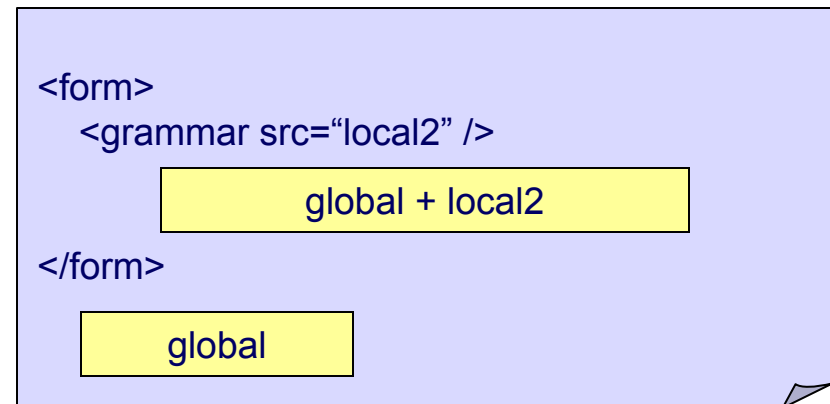 <form>
<grammar src=“local2” />
global + local2
</form>
global